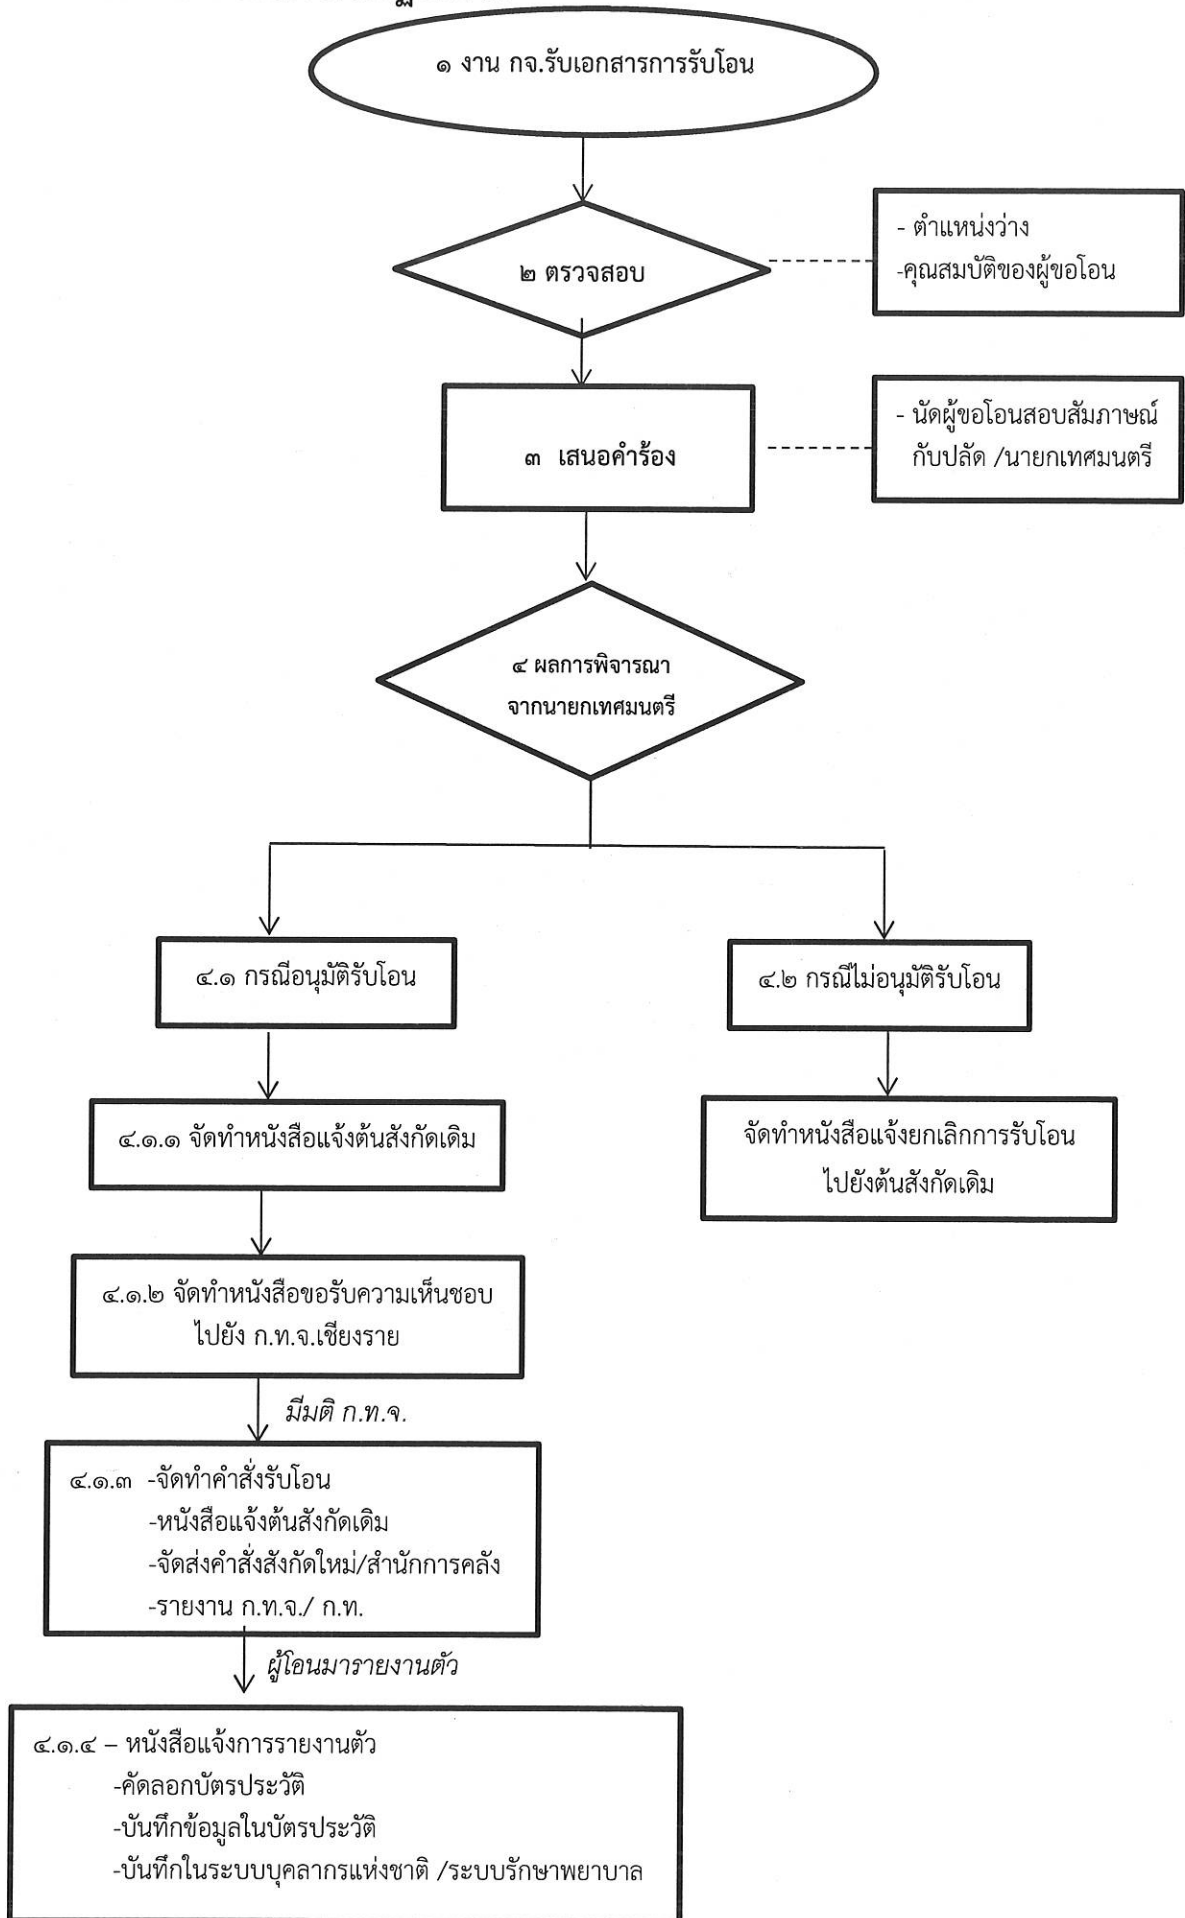 ๑ งาน กจ.รับเอกสารการรับโอน
๒ ตรวจสอบ
- ตำแหน่งว่าง
-คุณสมบัติของผู้ขอโอน
๓ เสนอคำร้อง
- นัดผู้ขอโอนสอบสัมภาษณ์
กับปลัด /นายกเทศมนตรี
๔ ผลการพิจารณา
จากนายกเทศมนตรี
๔.๑ กรณีอนุมัติรับโอน
๔.๒ กรณีไม่อนุมัติรับโอน
๔.๑.๑ จัดทำหนังสือแจ้งต้นสังกัดเดิม
จัดทำหนังสือแจ้งยกเลิกการรับโอน
ไปยังต้นสังกัดเดิม
๔.๑.๒ จัดทำหนังสือขอรับความเห็นชอบ
ไปยัง ก.ท.จ.เชียงราย
มีมติ ก.ท.จ.
๔.๑.๓ -จัดทำคำสั่งรับโอน
-หนังสือแจ้งต้นสังกัดเดิม
-จัดส่งคำสั่งสังกัดใหม่/สำนักการคลัง
-รายงาน ก.ท.จ./ ก.ท.
ผู้โอนมารายงานตัว
๔.๑.๔ – หนังสือแจ้งการรายงานตัว
-คัดลอกบัตรประวัติ
-บันทึกข้อมูลในบัตรประวัติ
-บันทึกในระบบบุคลากรแห่งชาติ /ระบบรักษาพยาบาล